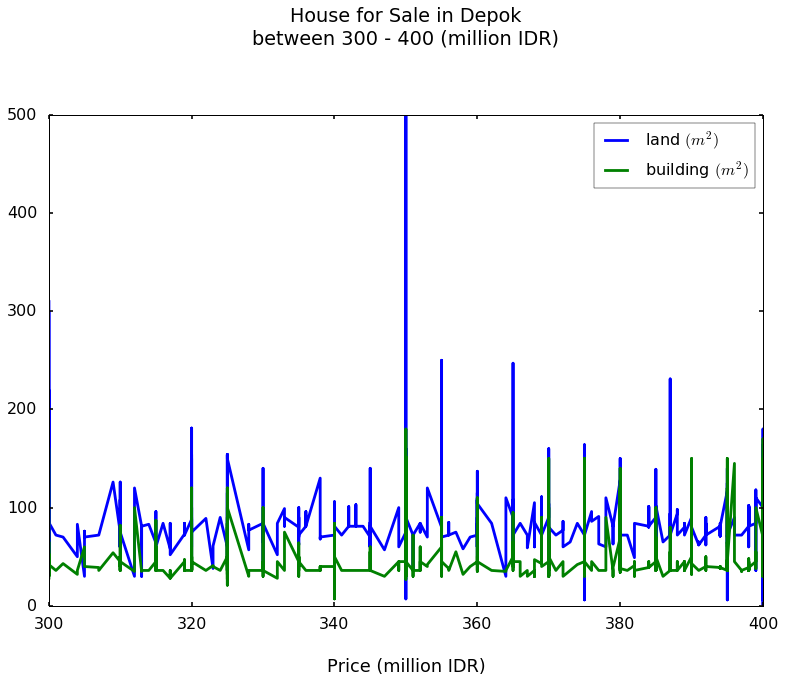 House for Sale in Depok
between 300 - 400 (million IDR)
500
400
300
200
100
0
land (m²)
building (m²)
300 320 340 360 380 400
Price (million IDR)